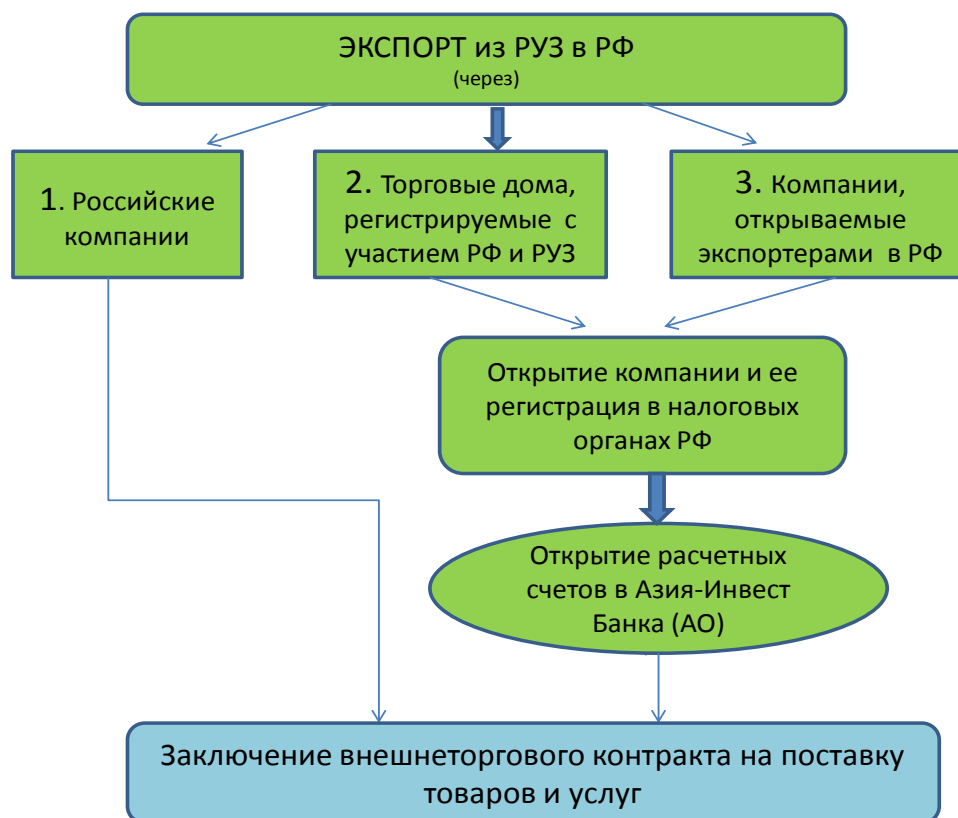 ЭКСПОРТ из РУЗ в РФ
(через)
1. Российские
компании
2. Торговые дома,
регистрируемые с
участием РФ и РУЗ
3. Компании,
открываемые
экспортерами в РФ
Открытие компании и ее
регистрация в налоговых
органах РФ
Открытие расчетных
счетов в Азия-Инвест
Банка (АО)
Заключение внешнеторгового контракта на поставку
товаров и услуг